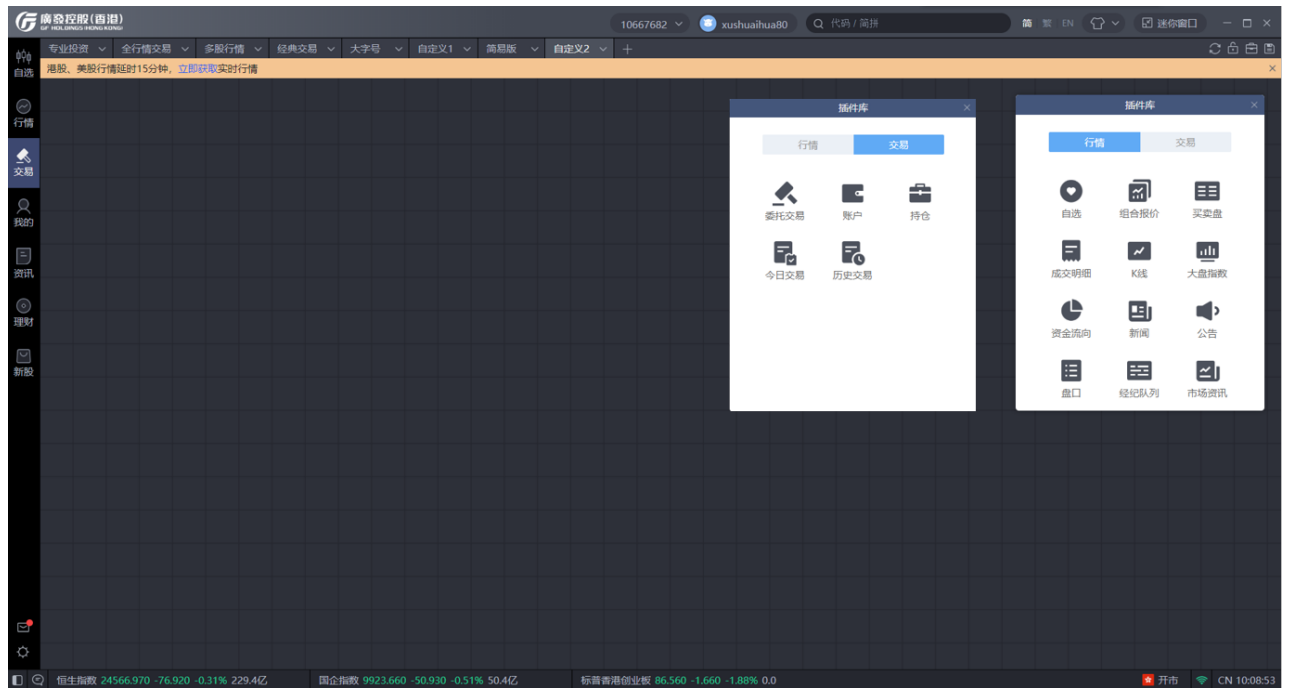 廣發控股(香港)
GF HOLDINGS (HONG KONG)
10667682
xushuaihua80
代码 / 简拼
简 繁 EN
迷你窗口
专业投资 全行情交易 多股行情 经典交易 大字号 自定义1 简易版 自定义2
港股、美股行情延时15分钟，立即获取实时行情
自选
行情
交易
我的
资讯
理财
新股
插件库
行情 交易
委托交易 账户 持仓
今日交易 历史交易
插件库
行情 交易
自选 组合报价 买卖盘
成交明细 K线 大盘指数
资金流向 新闻 公告
盘口 经纪队列 市场资讯
恒生指数 24566.970 -76.920 -0.31% 229.4亿
国企指数 9923.660 -50.930 -0.51% 50.4亿
标普香港创业板 86.560 -1.660 -1.88% 0.0
开市
CN 10:08:53